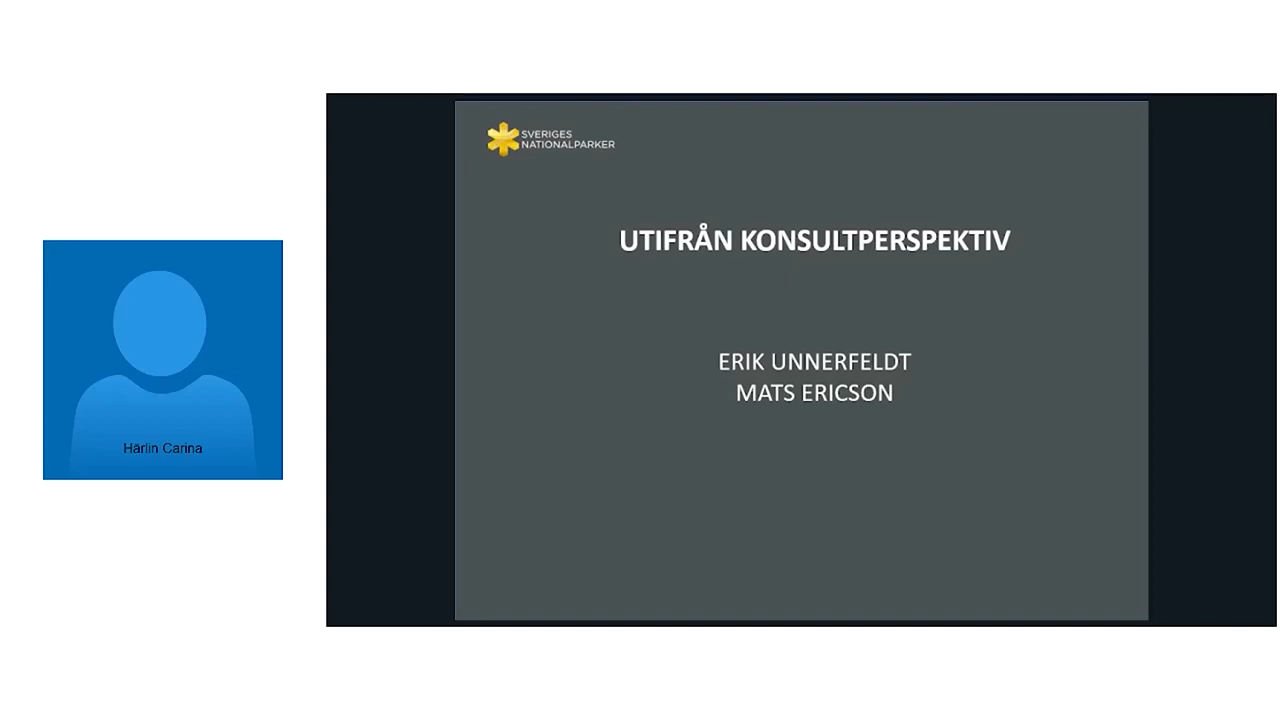 Härlin Carina
SVERIGES
NATIONALPARKER
UTIFRÅN KONSULTPERSPEKTIV
ERIK UNNERFELDT
MATS ERICSON